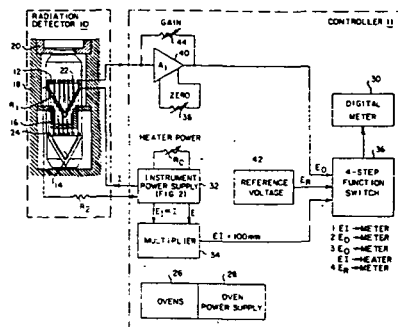 RADIATION
DETECTOR 10
CONTROLLER 11
GAIN
44
40
A1
ZERO
38
20
12
18
22
R1
16
24
14
R2
I
HEATER POWER
RC
INSTRUMENT
POWER SUPPLY
(FIG. 2)
32
E
MULTIPLIER
34
EI ÷ 100mm
42
REFERENCE
VOLTAGE
EO
ER
30
DIGITAL
METER
36
4-STEP
FUNCTION
SWITCH
1 EI → METER
2 EO → METER
3 EO → METER
EI → HEATER
4 ER → METER
26
28
OVENS
OVEN
POWER SUPPLY